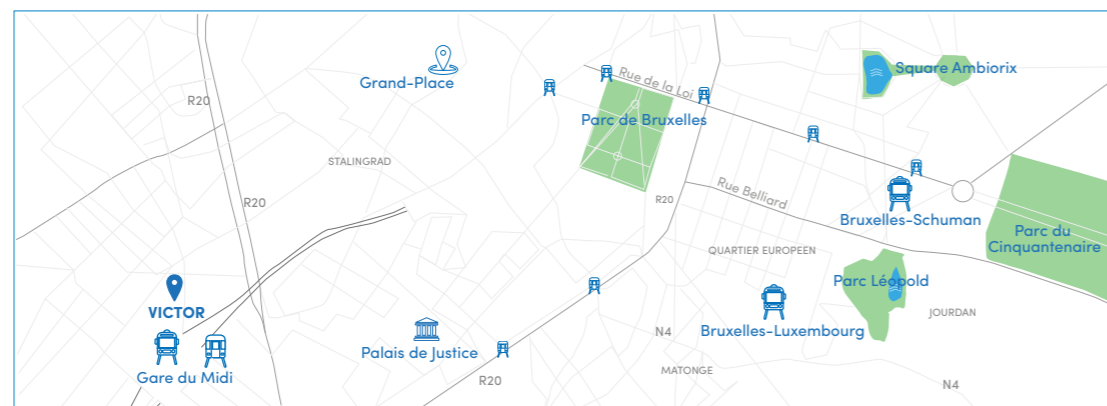 Square Ambiorix
Rue de la Loi
Grand-Place
R20
Parc de Bruxelles
STALINGRAD
Rue Belliard
R20
R20
Bruxelles-Schuman
Parc du
Cinquantenaire
QUARTIER EUROPEEN
Parc Léopold
VICTOR
JOURDAN
Bruxelles-Luxembourg
N4
Palais de Justice
MATONGE
Gare du Midi
R20
N4